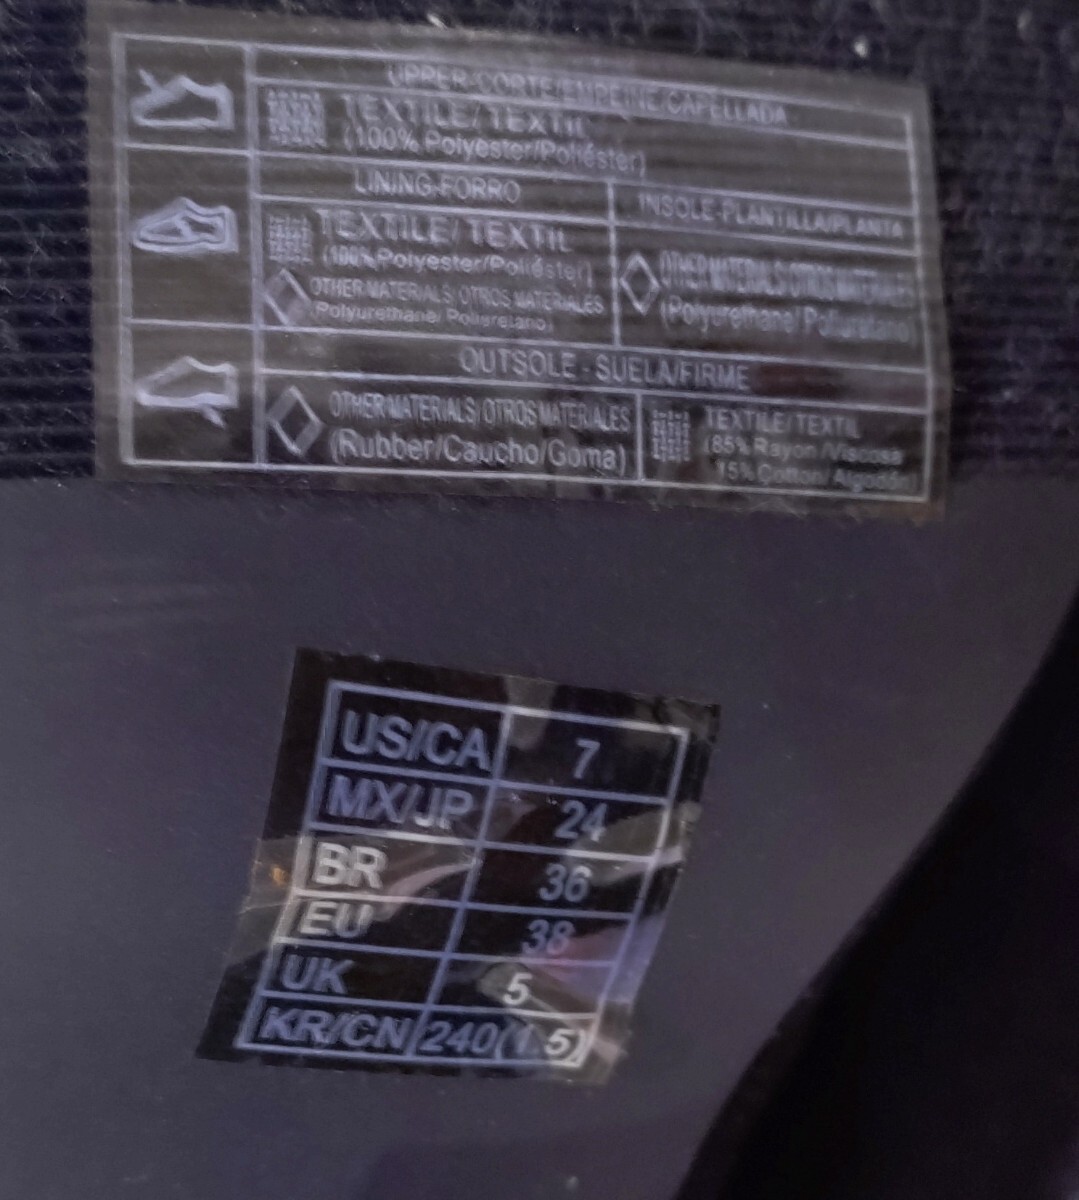 UPPER/CORTE/EMPEINE/CAPELLADA
TEXTILE/TEXTIL
(100% Polyester/Poliéster)
LINING-FORRO
TEXTILE/TEXTIL
(100% Polyester/Poliéster)
OTHER MATERIALS/OTROS MATERIALES
(Polyurethane/Poliuretano)
INSOLE-PLANTILLA/PLANTA
OTHER MATERIALS/OTROS MATERIALES
(Polyurethane/Poliuretano)
OUTSOLE - SUELA/FIRME
OTHER MATERIALS/OTROS MATERIALES
(Rubber/Caucho/Goma)
TEXTILE/TEXTIL
(85% Rayon/Viscosa
15% Cotton/Algodón)
US/CA 7
MX/JP 24
BR 36
EU 38
UK 5
KR/CN 240(1.5)